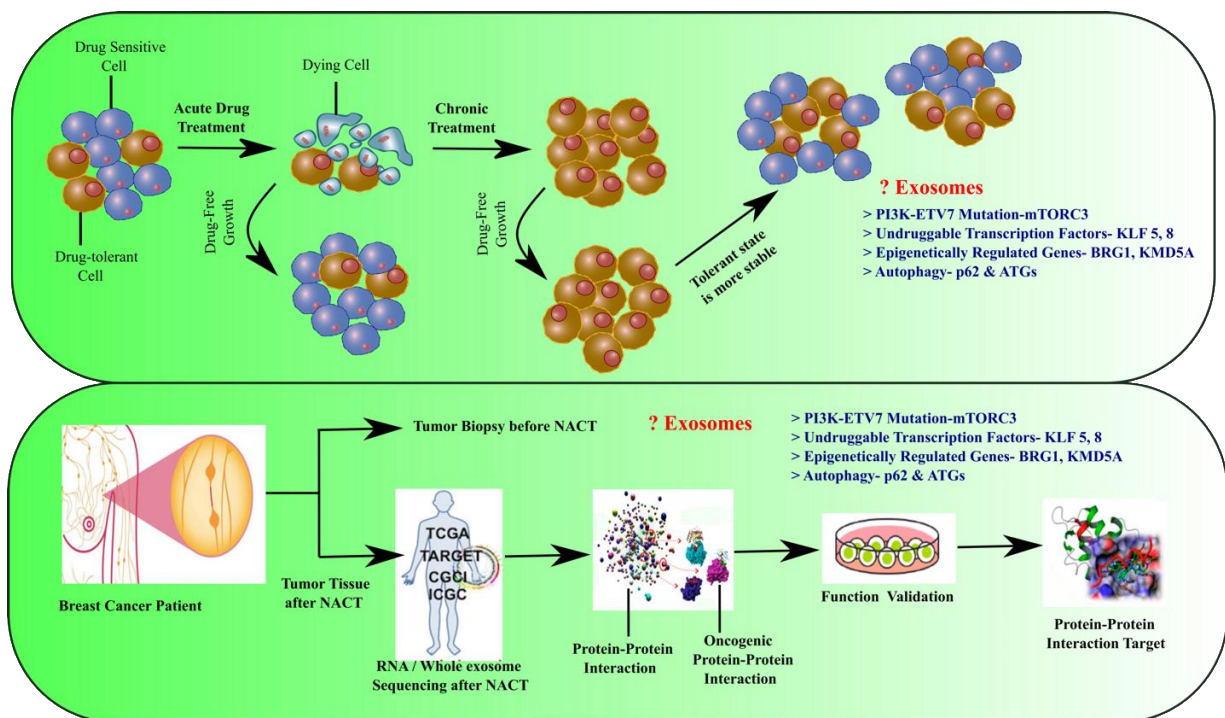 Drug Sensitive
Cell
Acute Drug
Treatment
Dying Cell
Chronic
Treatment
Drug-Free
Growth
Drug-Free
Growth
Drug-tolerant
Cell
Tolerant state
is more stable
? Exosomes
> PI3K-ETV7 Mutation-mTORC3
> Undruggable Transcription Factors- KLF 5, 8
> Epigenetically Regulated Genes- BRG1, KMD5A
> Autophagy- p62 & ATGs
Tumor Biopsy before NACT
? Exosomes
> PI3K-ETV7 Mutation-mTORC3
> Undruggable Transcription Factors- KLF 5, 8
> Epigenetically Regulated Genes- BRG1, KMD5A
> Autophagy- p62 & ATGs
Breast Cancer Patient
Tumor Tissue
after NACT
TCGA
TARGET
CGCI
ICGC
RNA / Whole exosome
Sequencing after NACT
Protein-Protein
Interaction
Oncogenic
Protein-Protein
Interaction
Function Validation
Protein-Protein
Interaction Target